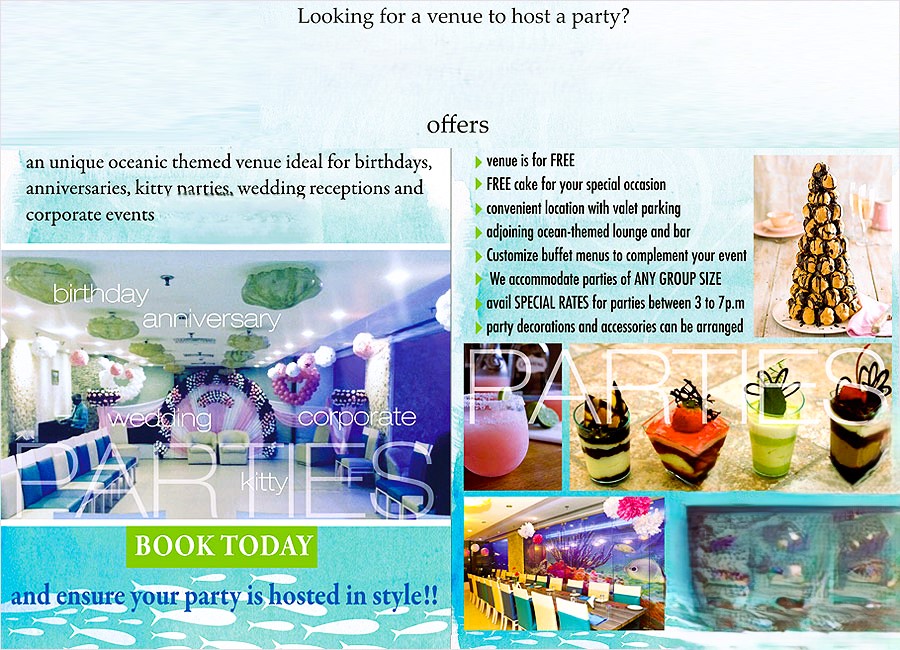 Looking for a venue to host a party?
offers
an unique oceanic themed venue ideal for birthdays,
anniversaries, kitty narties, wedding receptions and
corporate events
birthday
anniversary
wedding
corporate
kitty
PARTIES
BOOK TODAY
and ensure your party is hosted in style!!
venue is for FREE
FREE cake for your special occasion
convenient location with valet parking
adjoining ocean-themed lounge and bar
Customize buffet menus to complement your event
We accommodate parties of ANY GROUP SIZE
avail SPECIAL RATES for parties between 3 to 7p.m
party decorations and accessories can be arranged
PARTIES